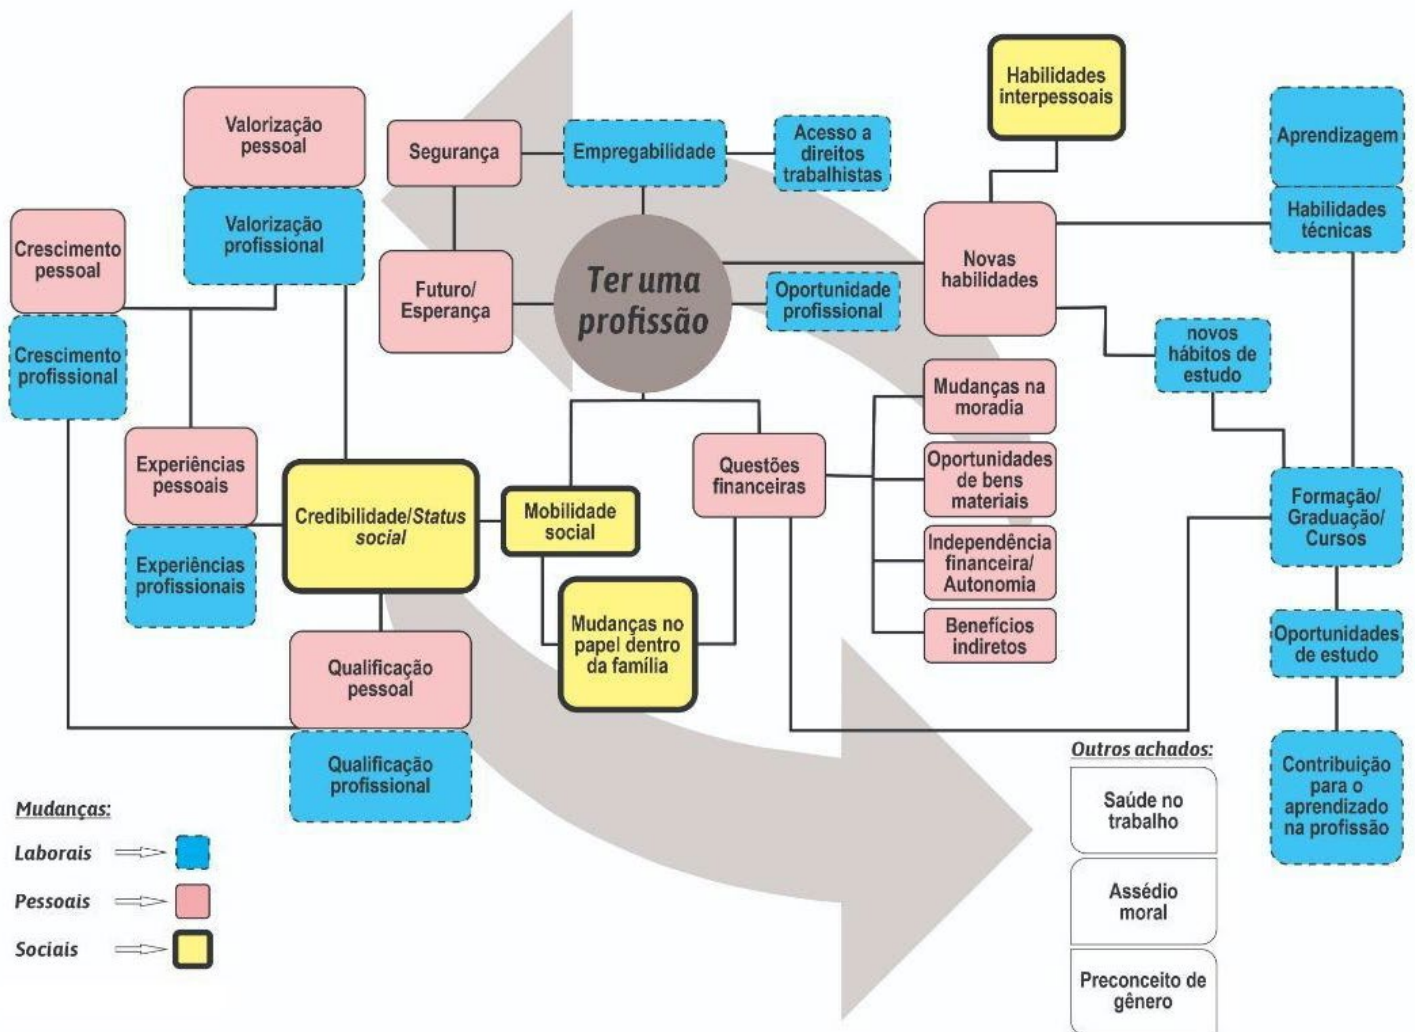 Habilidades
interpessoais
Valorização
pessoal
Segurança
Empregabilidade
Acesso a
direitos
trabalhistas
Aprendizagem
Valorização
profissional
Habilidades
técnicas
Crescimento
pessoal
Futuro/
Esperança
Ter uma
profissão
Oportunidade
profissional
Novas
habilidades
Crescimento
profissional
novos
hábitos de
estudo
Mudanças na
moradia
Experiências
pessoais
Credibilidade/Status
social
Mobilidade
social
Questões
financeiras
Oportunidades
de bens
materiais
Formação/
Graduação/
Cursos
Experiências
profissionais
Independência
financeira/
Autonomia
Mudanças no
papel dentro
da família
Benefícios
indiretos
Oportunidades
de estudo
Qualificação
pessoal
Qualificação
profissional
Contribuição
para o
aprendizado
na profissão
Mudanças:
Laborais
Pessoais
Sociais
Outros achados:
Saúde no
trabalho
Assédio
moral
Preconceito de
gênero